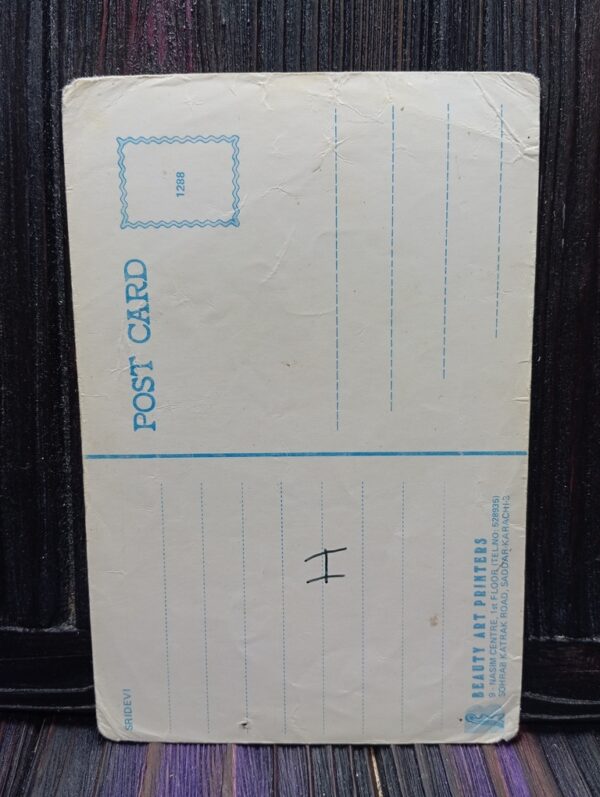 SRIDEVI
H
BEAUTY ART PRINTERS
9 - NASIM CENTRE, 1st FLOOR, (TEL.NO: 528935)
SOHRAB KATRAK ROAD, SADDAR KARACHI-3
POST CARD
1288